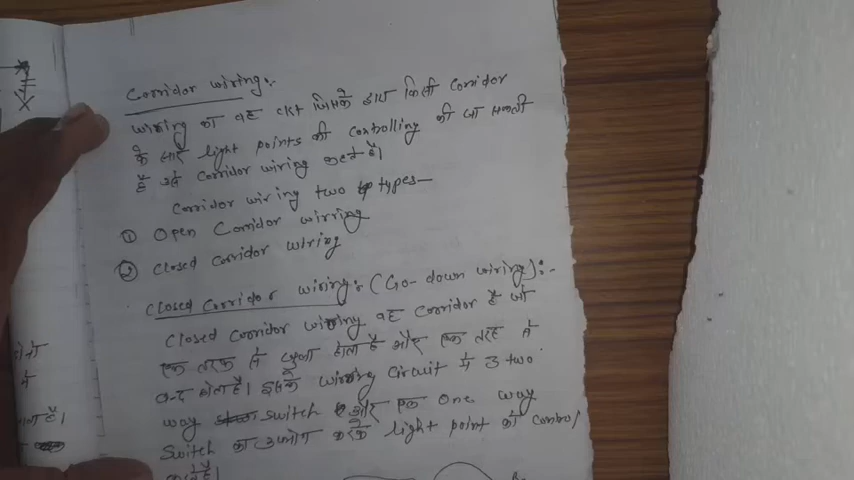 Corridor wiring:-
wiring का वह ckt जिसके द्वारा किसी Corridor
के सारे light points की controlling की जा सकती
है उसे Corridor wiring कहते हैं।
Corridor wiring two types—
① Open Corridor wirring
② Closed corridor wiring
Closed Corridor wiring: (Go-down wiring):-
Closed Corridor wiring वह corridor है जो
एक तरफ से खुला होता है और एक तरफ से
बन्द होता है। इसके wiring circuit में 3 two
way switch और एक One way
Switch का उपयोग करके light point को control
करते हैं।